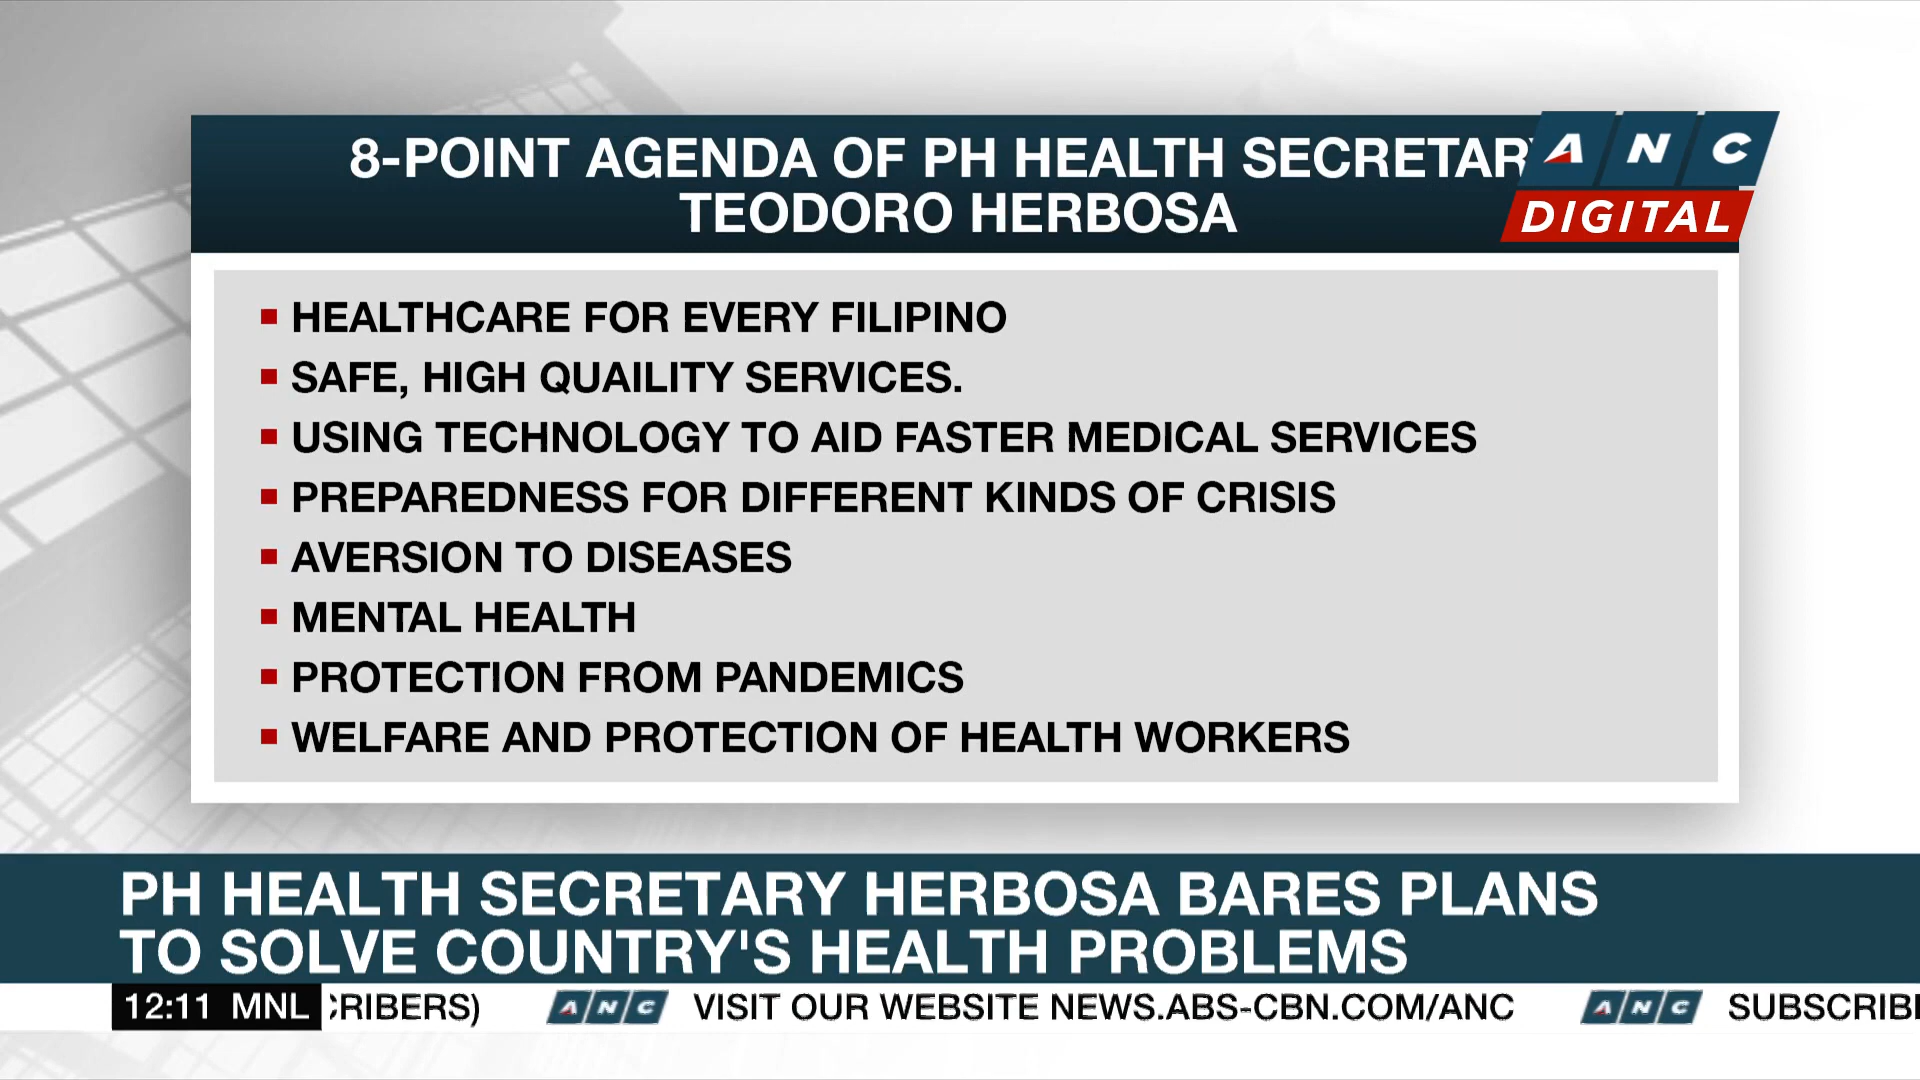 8-POINT AGENDA OF PH HEALTH SECRETARY
TEODORO HERBOSA
ANC
DIGITAL
HEALTHCARE FOR EVERY FILIPINO
SAFE, HIGH QUAILITY SERVICES.
USING TECHNOLOGY TO AID FASTER MEDICAL SERVICES
PREPAREDNESS FOR DIFFERENT KINDS OF CRISIS
AVERSION TO DISEASES
MENTAL HEALTH
PROTECTION FROM PANDEMICS
WELFARE AND PROTECTION OF HEALTH WORKERS
PH HEALTH SECRETARY HERBOSA BARES PLANS
TO SOLVE COUNTRY'S HEALTH PROBLEMS
12:11 MNL CRIBERS) ANC VISIT OUR WEBSITE NEWS.ABS-CBN.COM/ANC ANC SUBSCRIB